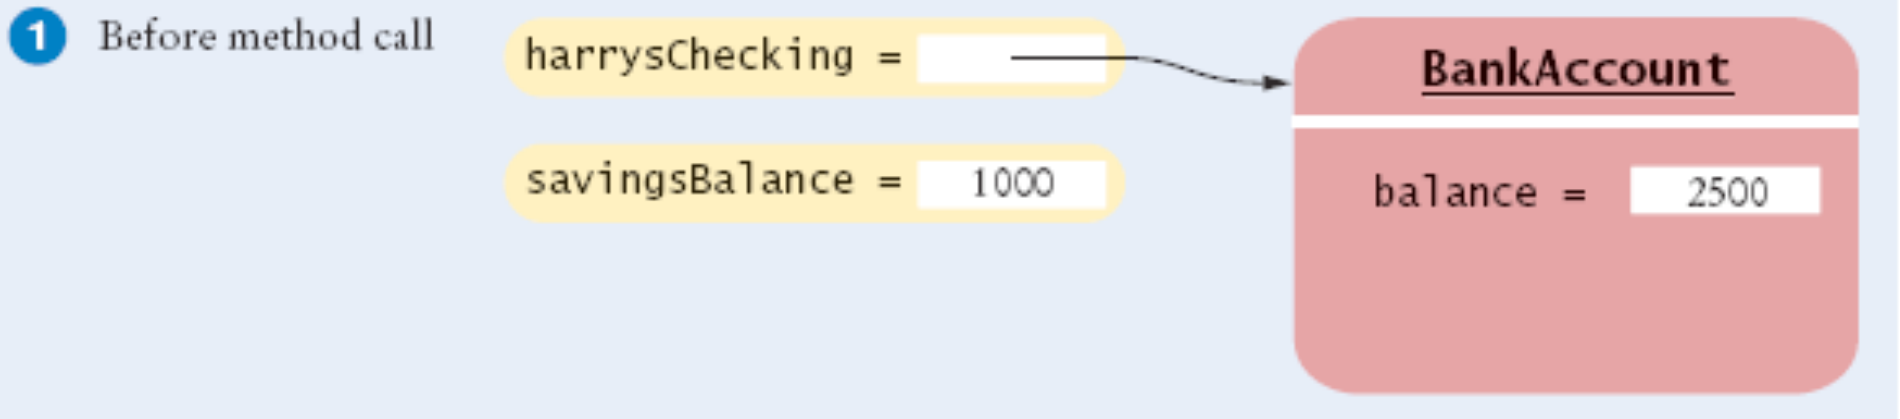 1 Before method call
harrysChecking =
BankAccount
savingsBalance = 1000
balance = 2500